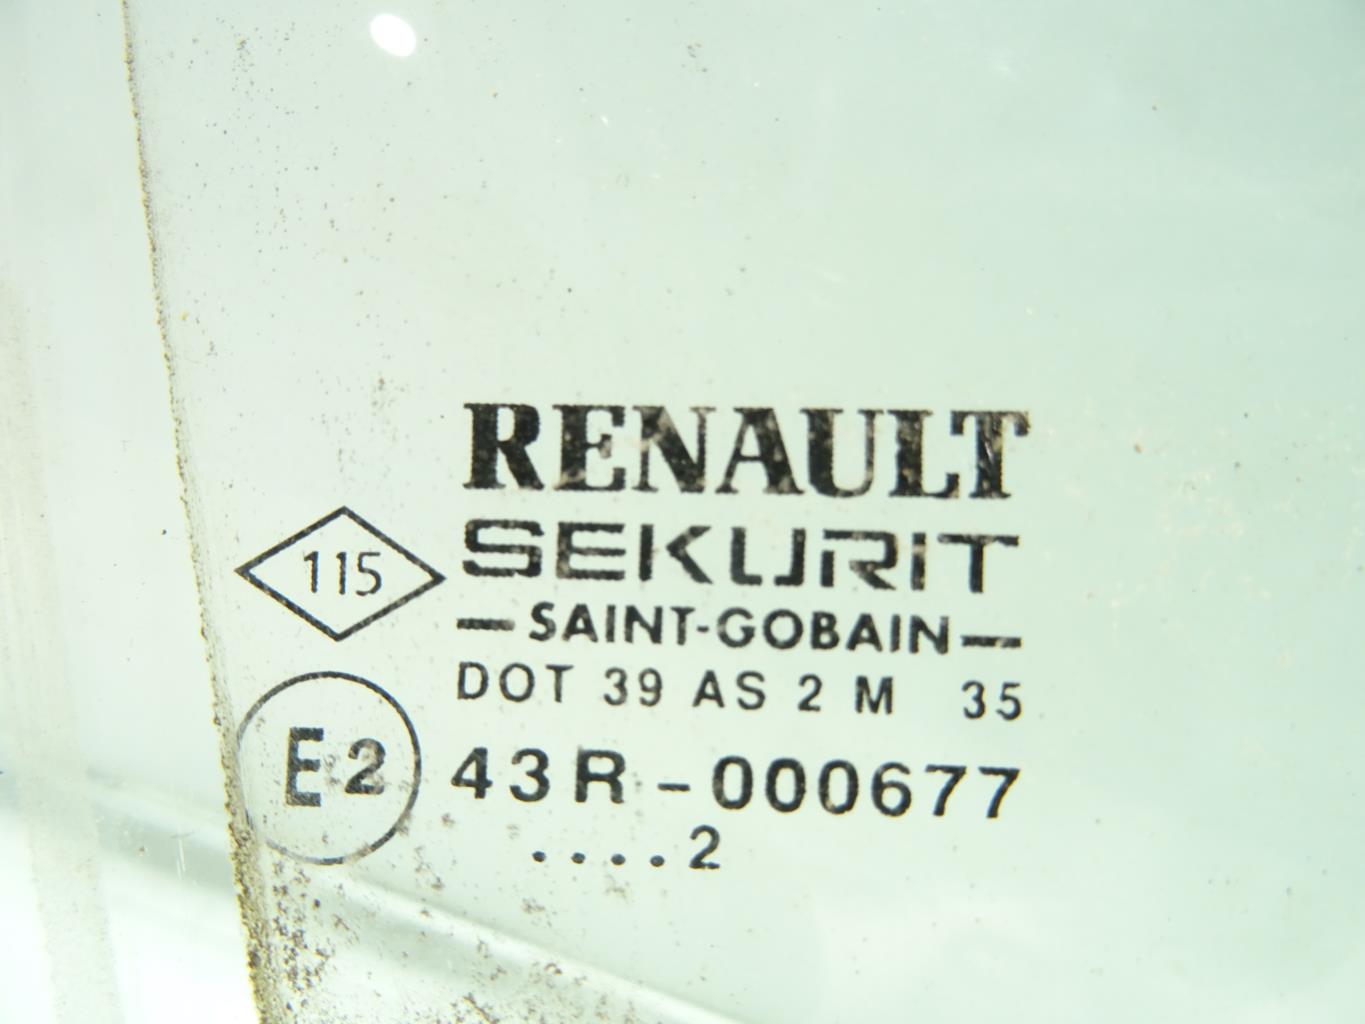 RENAULT
SEKURIT
115
—SAINT-GOBAIN—
DOT 39 AS 2 M 35
E2
43R-000677
....2